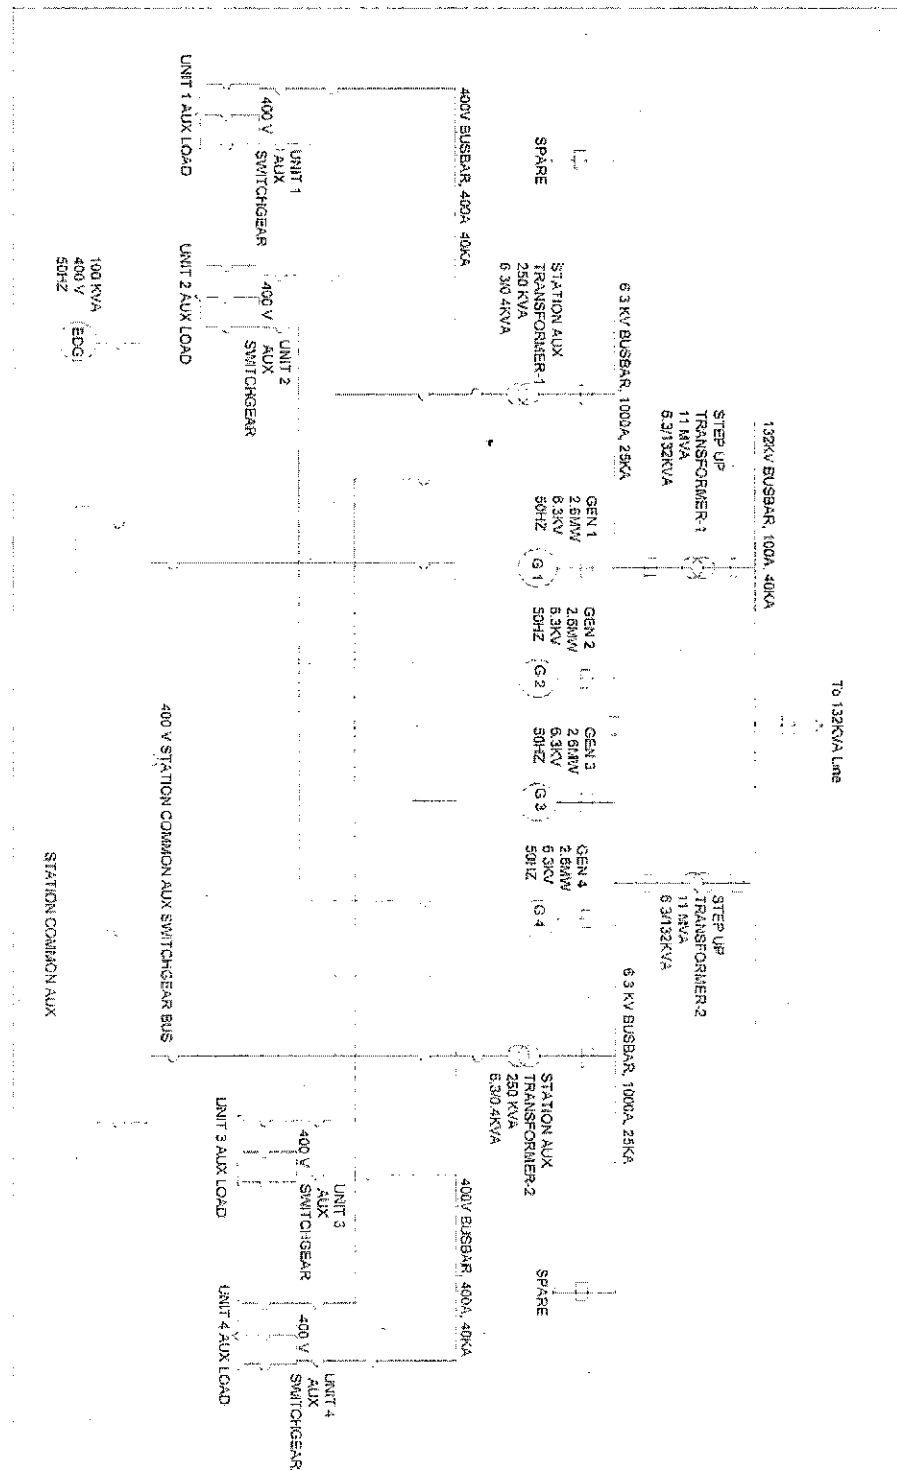 To 132KVA Line
132KV BUSBAR, 100A, 40KA
STEP UP
TRANSFORMER-1
11 MVA
6.3/132KVA
STEP UP
TRANSFORMER-2
11 MVA
6.3/132KVA
6.3 KV BUSBAR, 1000A, 25KA
6.3 KV BUSBAR, 1000A, 25KA
SPARE
STATION AUX
TRANSFORMER-1
250 KVA
6.3/0.4KVA
GEN 1
2.6MW
6.3KV
50HZ
G 1
GEN 2
2.6MW
6.3KV
50HZ
G 2
GEN 3
2.6MW
6.3KV
50HZ
G 3
GEN 4
2.6MW
6.3KV
50HZ
G 4
STATION AUX
TRANSFORMER-2
250 KVA
6.3/0.4KVA
SPARE
400V BUSBAR, 400A, 40KA
400V BUSBAR, 400A, 40KA
UNIT 1
AUX
SWITCHGEAR
400 V
UNIT 1 AUX LOAD
UNIT 2
AUX
SWITCHGEAR
400 V
UNIT 2 AUX LOAD
UNIT 3
AUX
SWITCHGEAR
400 V
UNIT 3 AUX LOAD
UNIT 4
AUX
SWITCHGEAR
400 V
UNIT 4 AUX LOAD
400 V STATION COMMON AUX SWITCHGEAR BUS
100 KVA
400 V
50HZ
EDG
STATION COMMON AUX